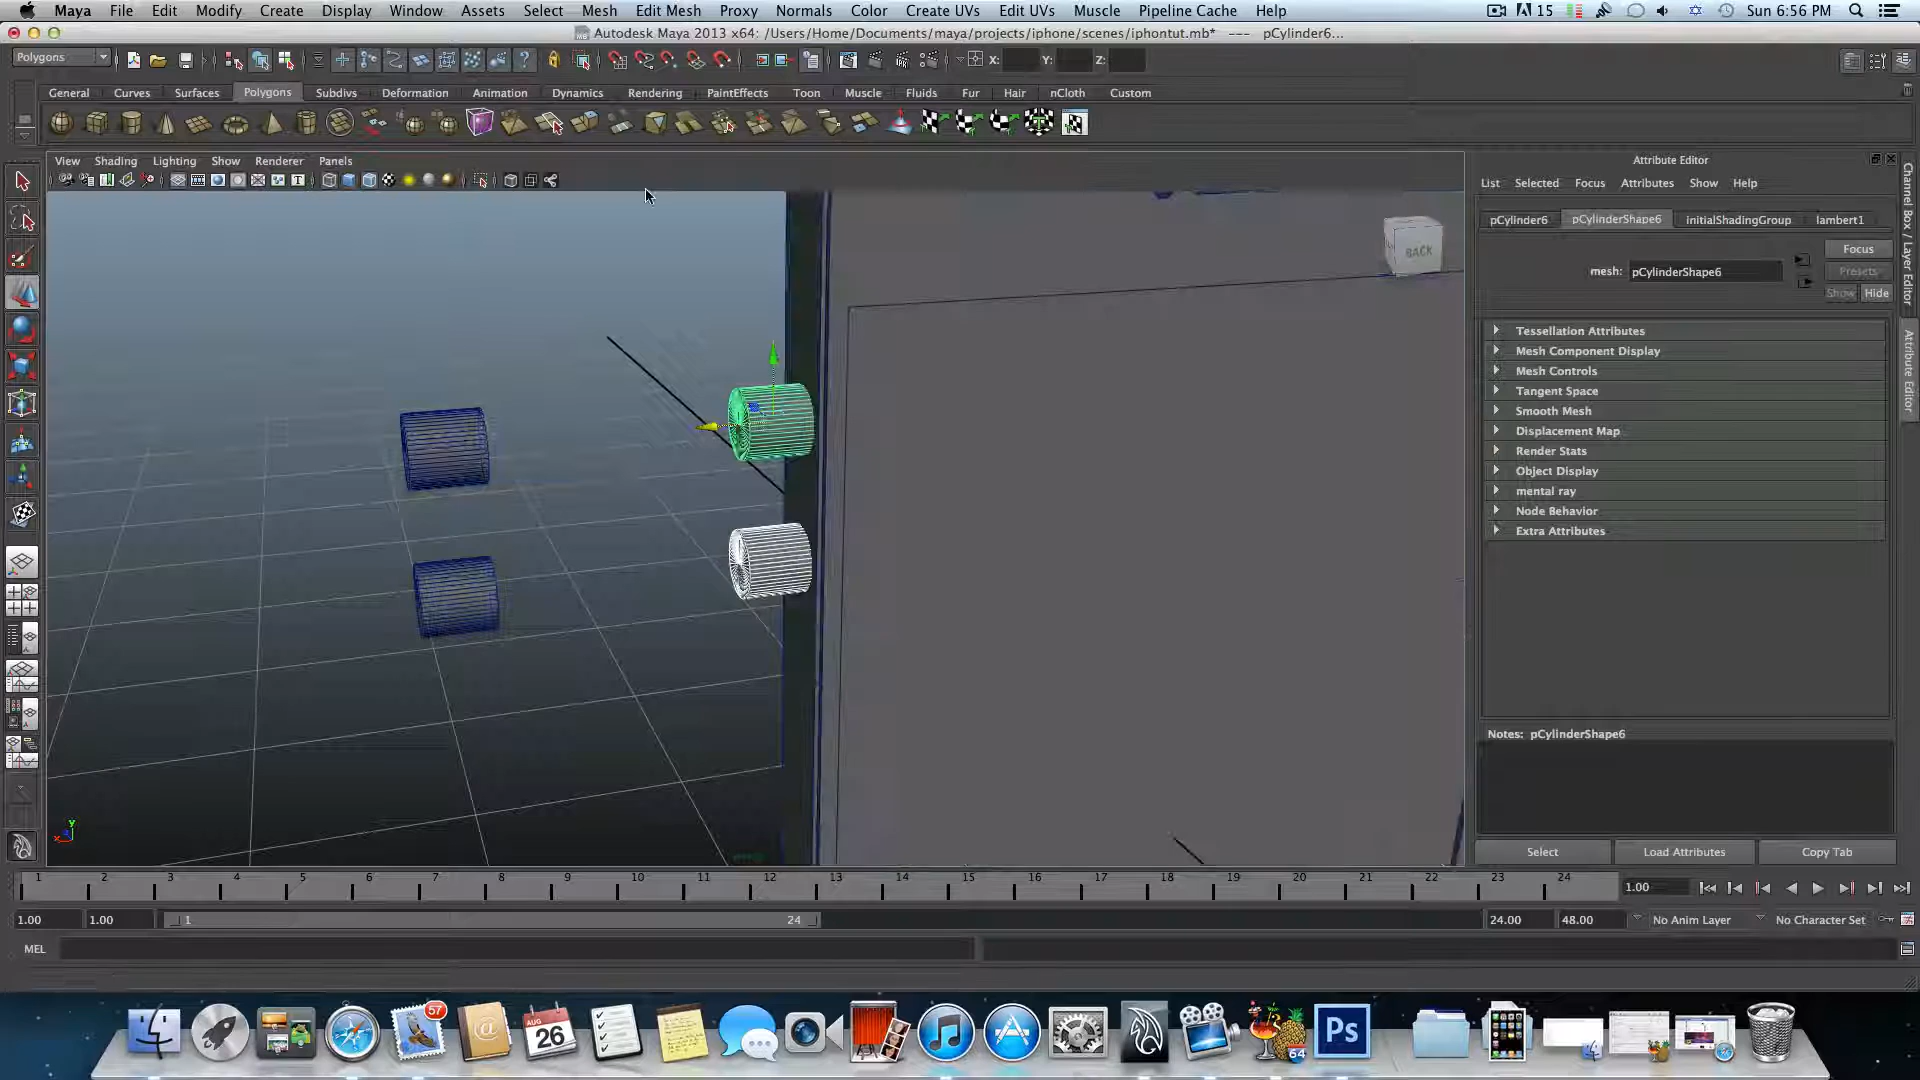 Maya File Edit Modify Create Display Window Assets Select Mesh Edit Mesh Proxy Normals Color Create UVs Edit UVs Muscle Pipeline Cache Help 15 Sun 6:56 PM
Autodesk Maya 2013 x64: /Users/Home/Documents/maya/projects/iphone/scenes/iphontut.mb* --- pCylinder6...
Polygons X: Y: Z:
General Curves Surfaces Polygons Subdivs Deformation Animation Dynamics Rendering PaintEffects Toon Muscle Fluids Fur Hair nCloth Custom
View Shading Lighting Show Renderer Panels
Attribute Editor
List Selected Focus Attributes Show Help
pCylinder6 pCylinderShape6 initialShadingGroup lambert1
BACK
Focus
mesh: pCylinderShape6
Presets
Show Hide
Tessellation Attributes
Mesh Component Display
Mesh Controls
Tangent Space
Smooth Mesh
Displacement Map
Render Stats
Object Display
mental ray
Node Behavior
Extra Attributes
Channel Box / Layer Editor
Attribute Editor
Notes: pCylinderShape6
Select Load Attributes Copy Tab
y
x
1 2 3 4 5 6 7 8 9 10 11 12 13 14 15 16 17 18 19 20 21 22 23 24 1.00
1.00 1.00 1 24 24.00 48.00 No Anim Layer No Character Set
MEL
57
AUG
26
64
Ps